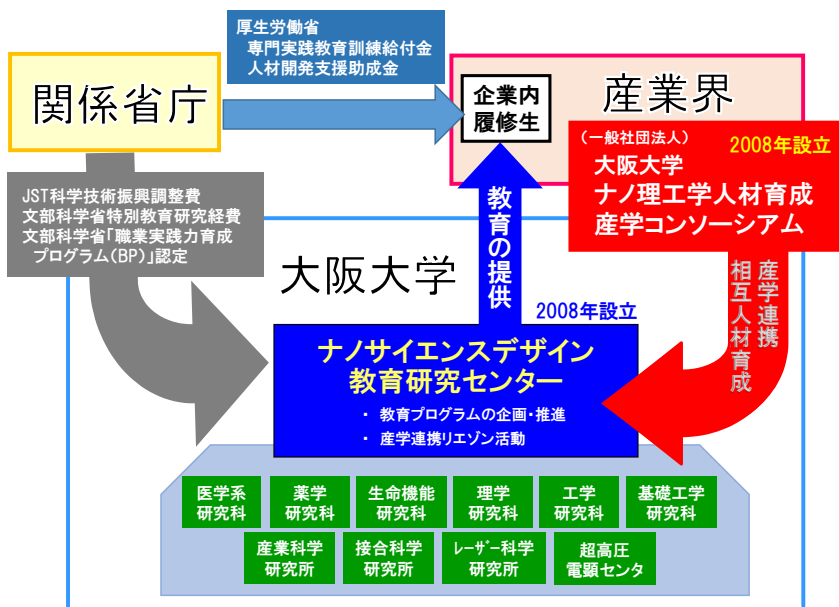 厚生労働省
専門実践教育訓練給付金
人材開発支援助成金
関係省庁
企業内
履修生
産業界
(一般社団法人)
2008年設立
大阪大学
ナノ理工学人材育成
産学コンソーシアム
JST科学技術振興調整費
文部科学省特別教育研究経費
文部科学省「職業実践力育成
プログラム(BP)」認定
教育の提供
産学連携
相互人材育成
大阪大学
2008年設立
ナノサイエンスデザイン
教育研究センター
・ 教育プログラムの企画・推進
・ 産学連携リエゾン活動
医学系
研究科
薬学
研究科
生命機能
研究科
理学
研究科
工学
研究科
基礎工学
研究科
産業科学
研究所
接合科学
研究所
レーザー科学
研究所
超高圧
電顕センタ